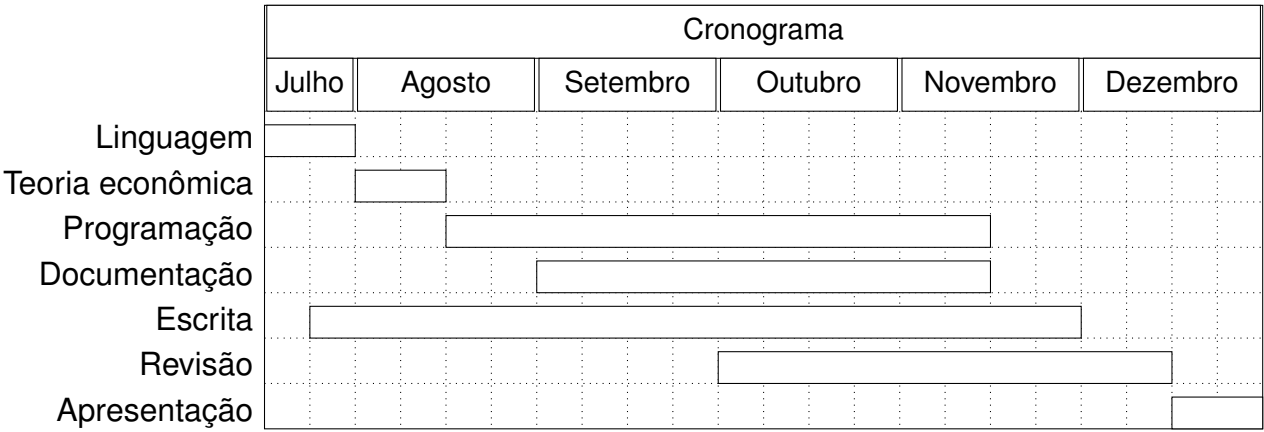 Cronograma
Julho Agosto Setembro Outubro Novembro Dezembro
Linguagem
Teoria econômica
Programação
Documentação
Escrita
Revisão
Apresentação